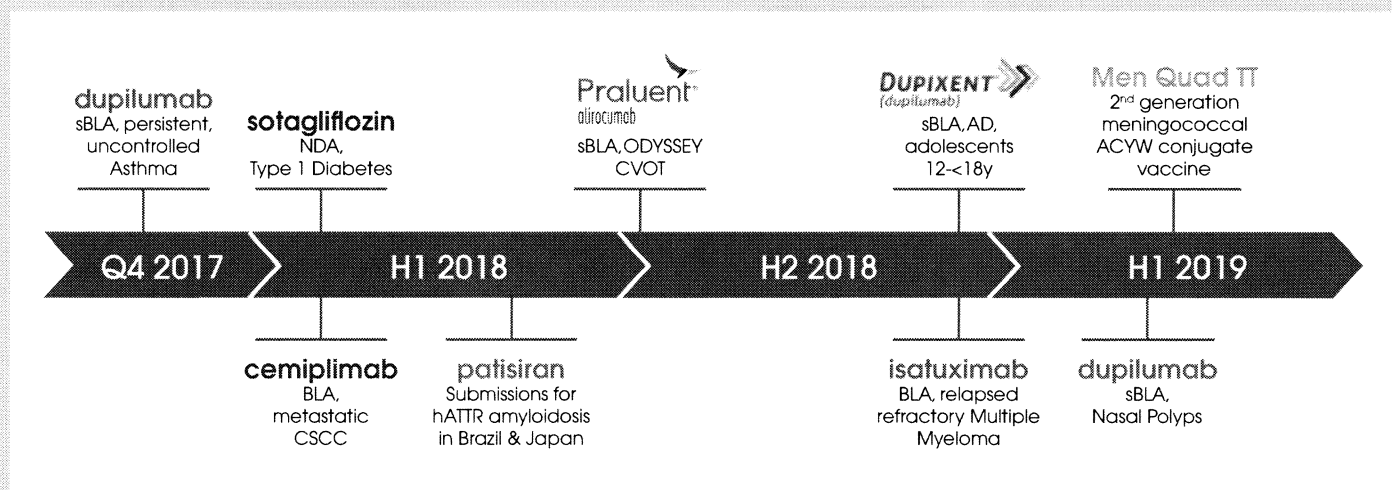 dupilumab
sBLA, persistent,
uncontrolled
Asthma
sotagliflozin
NDA,
Type 1 Diabetes
Praluent
alirocumab
sBLA, ODYSSEY
CVOT
DUPIXENT
(dupilumab)
sBLA, AD,
adolescents
12-<18y
Men Quad TT
2nd generation
meningococcal
ACYW conjugate
vaccine
Q4 2017
H1 2018
H2 2018
H1 2019
cemiplimab
BLA,
metastatic
CSCC
patisiran
Submissions for
hATTR amyloidosis
in Brazil & Japan
isatuximab
BLA, relapsed
refractory Multiple
Myeloma
dupilumab
sBLA,
Nasal Polyps